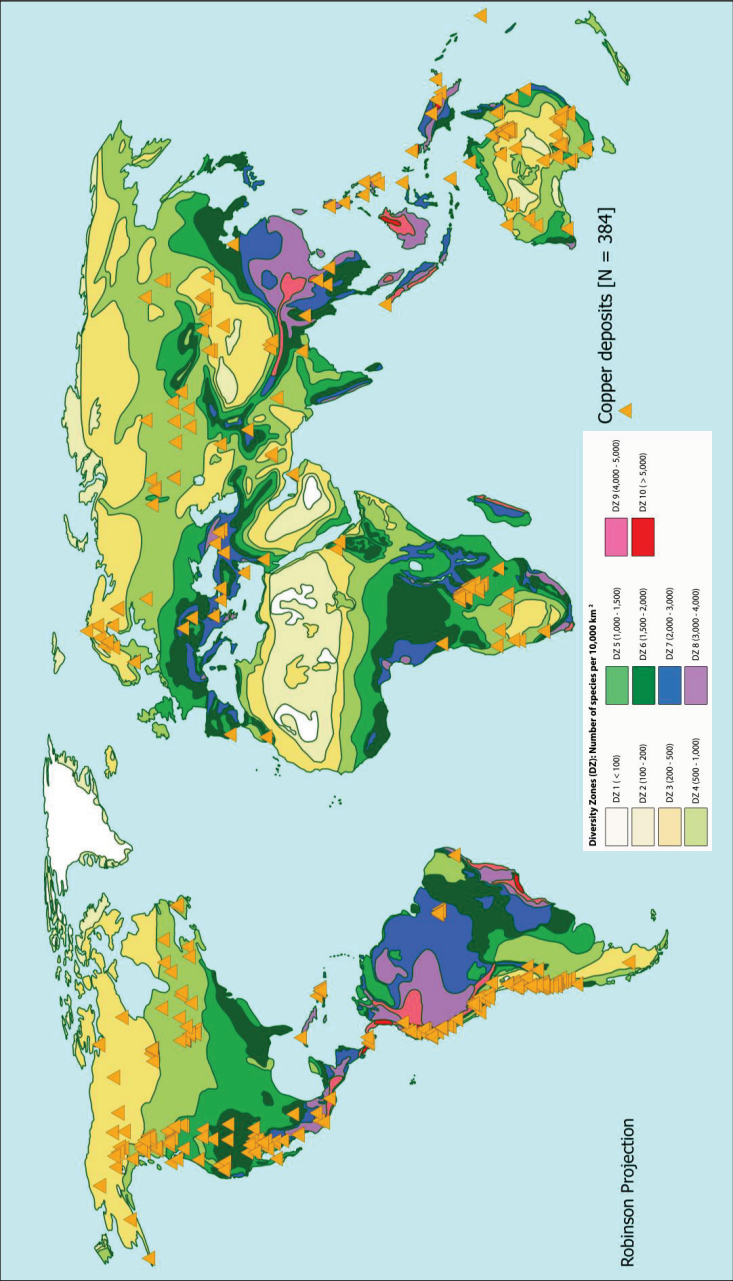 Copper deposits [N = 384]
Diversity Zones (DZ): Number of species per 10,000 km²
DZ 1 ( < 100)
DZ 2 (100 - 200)
DZ 3 (200 - 500)
DZ 4 (500 - 1,000)
DZ 5 (1,000 - 1,500)
DZ 6 (1,500 - 2,000)
DZ 7 (2,000 - 3,000)
DZ 8 (3,000 - 4,000)
DZ 9 (4,000 - 5,000)
DZ 10 ( > 5,000)
Robinson Projection